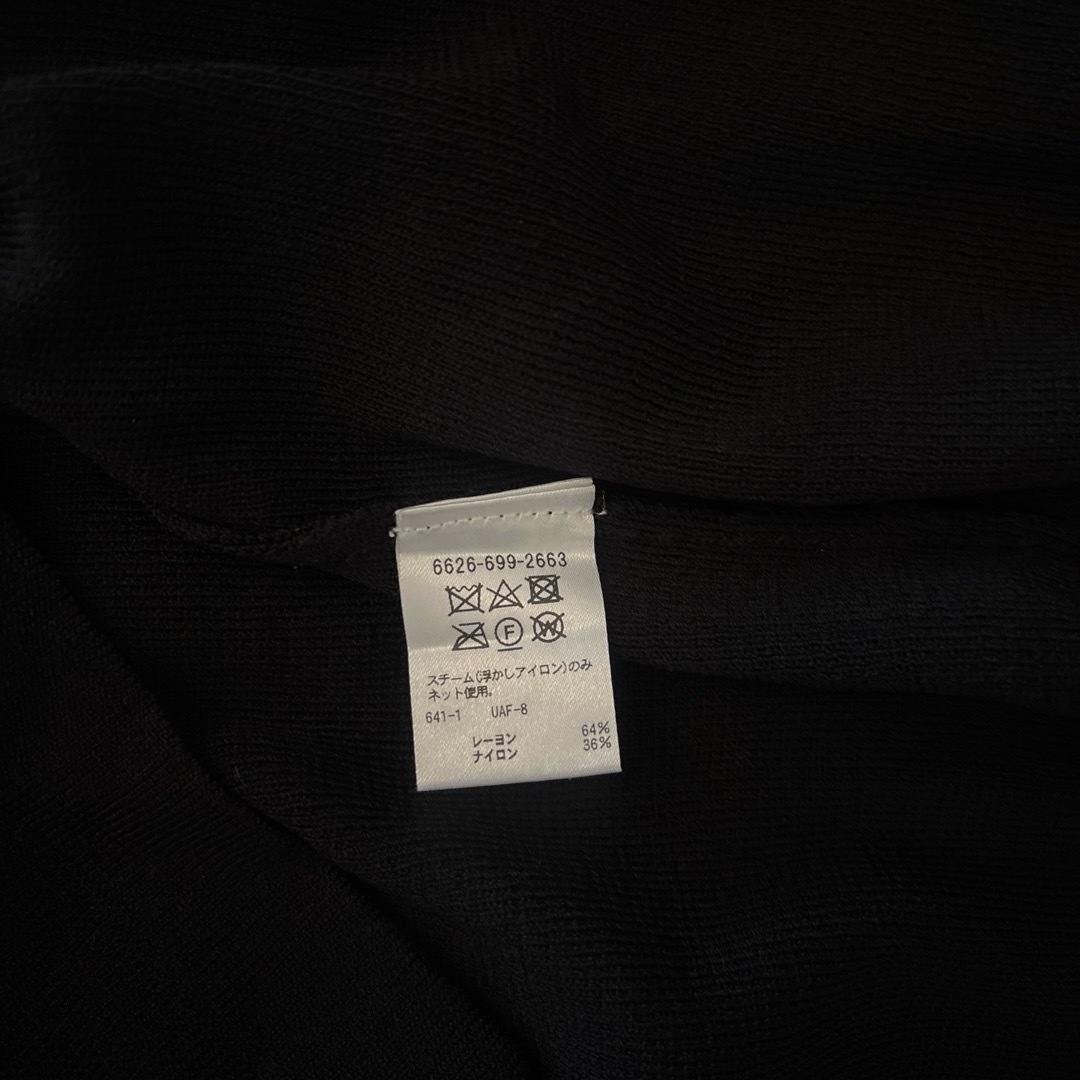 6626-699-2663
F W
スチーム(浮かしアイロン)のみ
ネット使用。
641-1 UAF-8
レーヨン 64%
ナイロン 36%